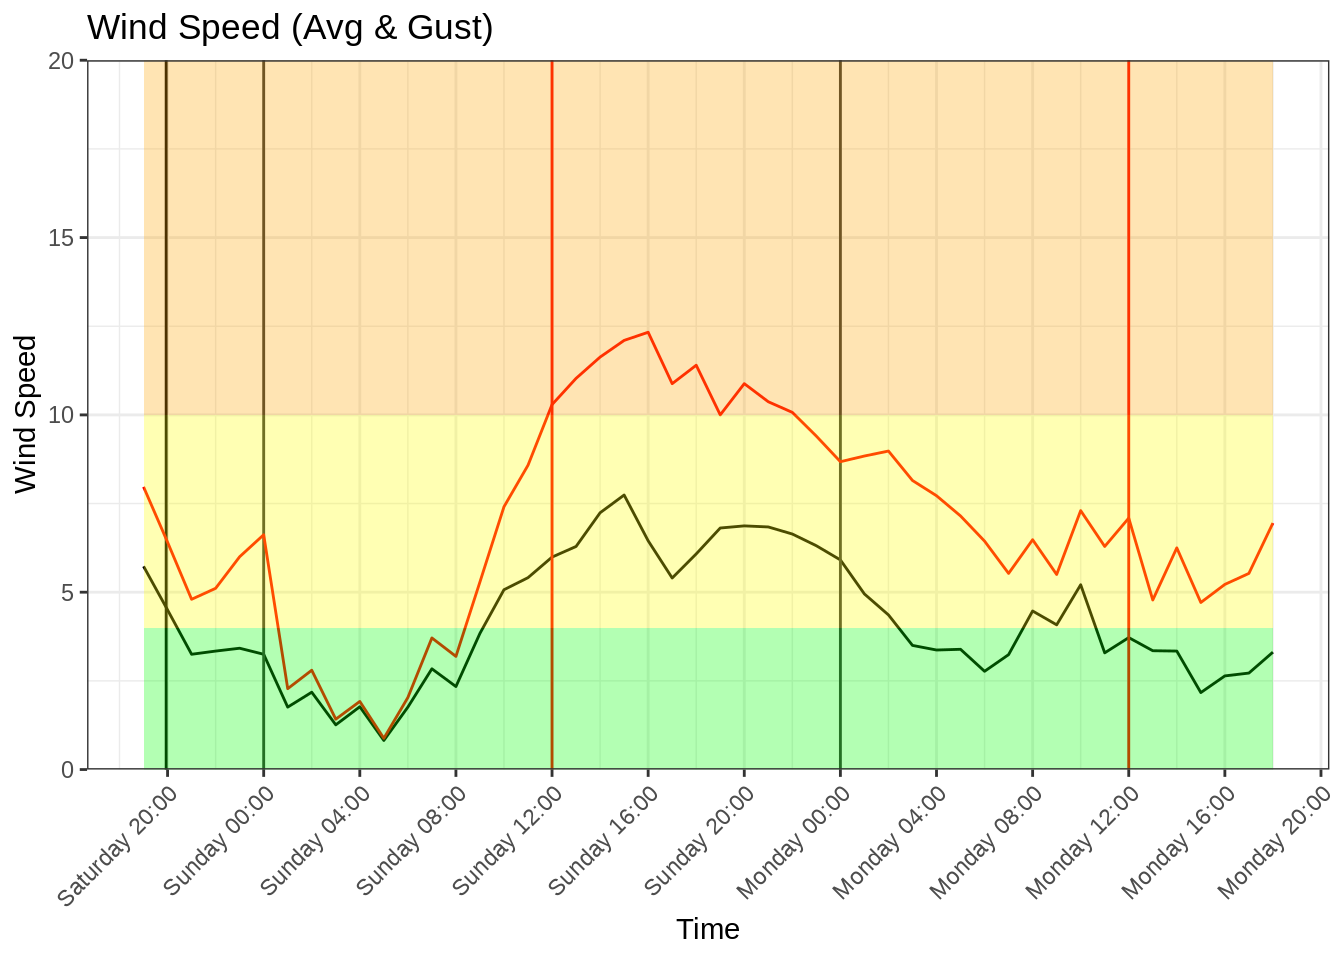 Wind Speed (Avg & Gust)
20
15
10
5
0
Wind Speed
Saturday 20:00
Sunday 00:00
Sunday 04:00
Sunday 08:00
Sunday 12:00
Sunday 16:00
Sunday 20:00
Monday 00:00
Monday 04:00
Monday 08:00
Monday 12:00
Monday 16:00
Monday 20:00
Time